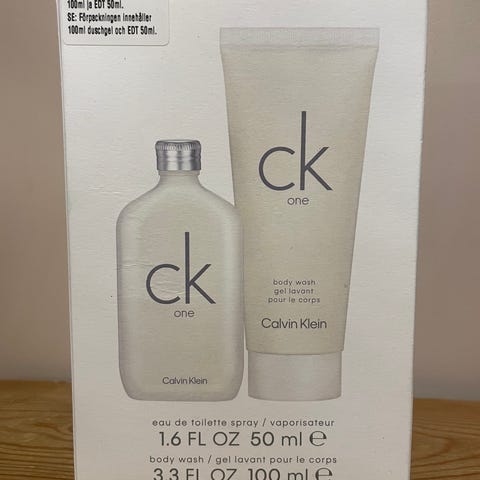 100ml ja EDT 50ml.
SE: Förpackningen innehåller
100ml duschgel och EDT 50ml.
ck
one
body wash
gel lavant
pour le corps
Calvin Klein
ck
one
Calvin Klein
eau de toilette spray / vaporisateur
1.6 FL OZ 50 ml ℮
body wash / gel lavant pour le corps
3.3 FL OZ 100 ml ℮